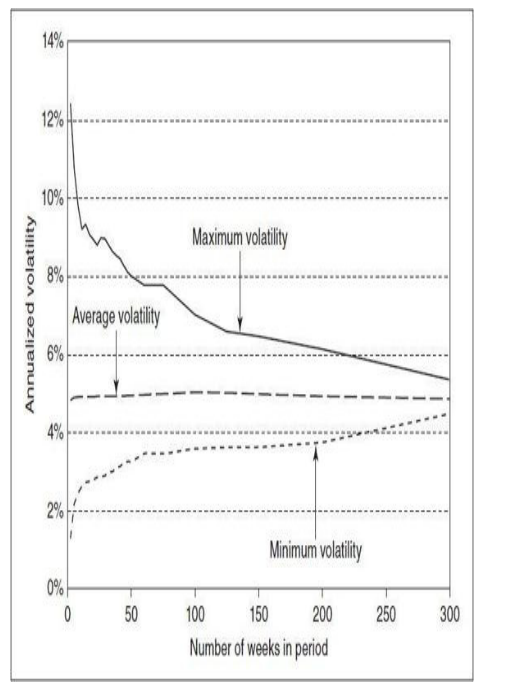 14%
12%
10%
8%
6%
4%
2%
0%
Annualized volatility
Maximum volatility
Average volatility
Minimum volatility
0 50 100 150 200 250 300
Number of weeks in period